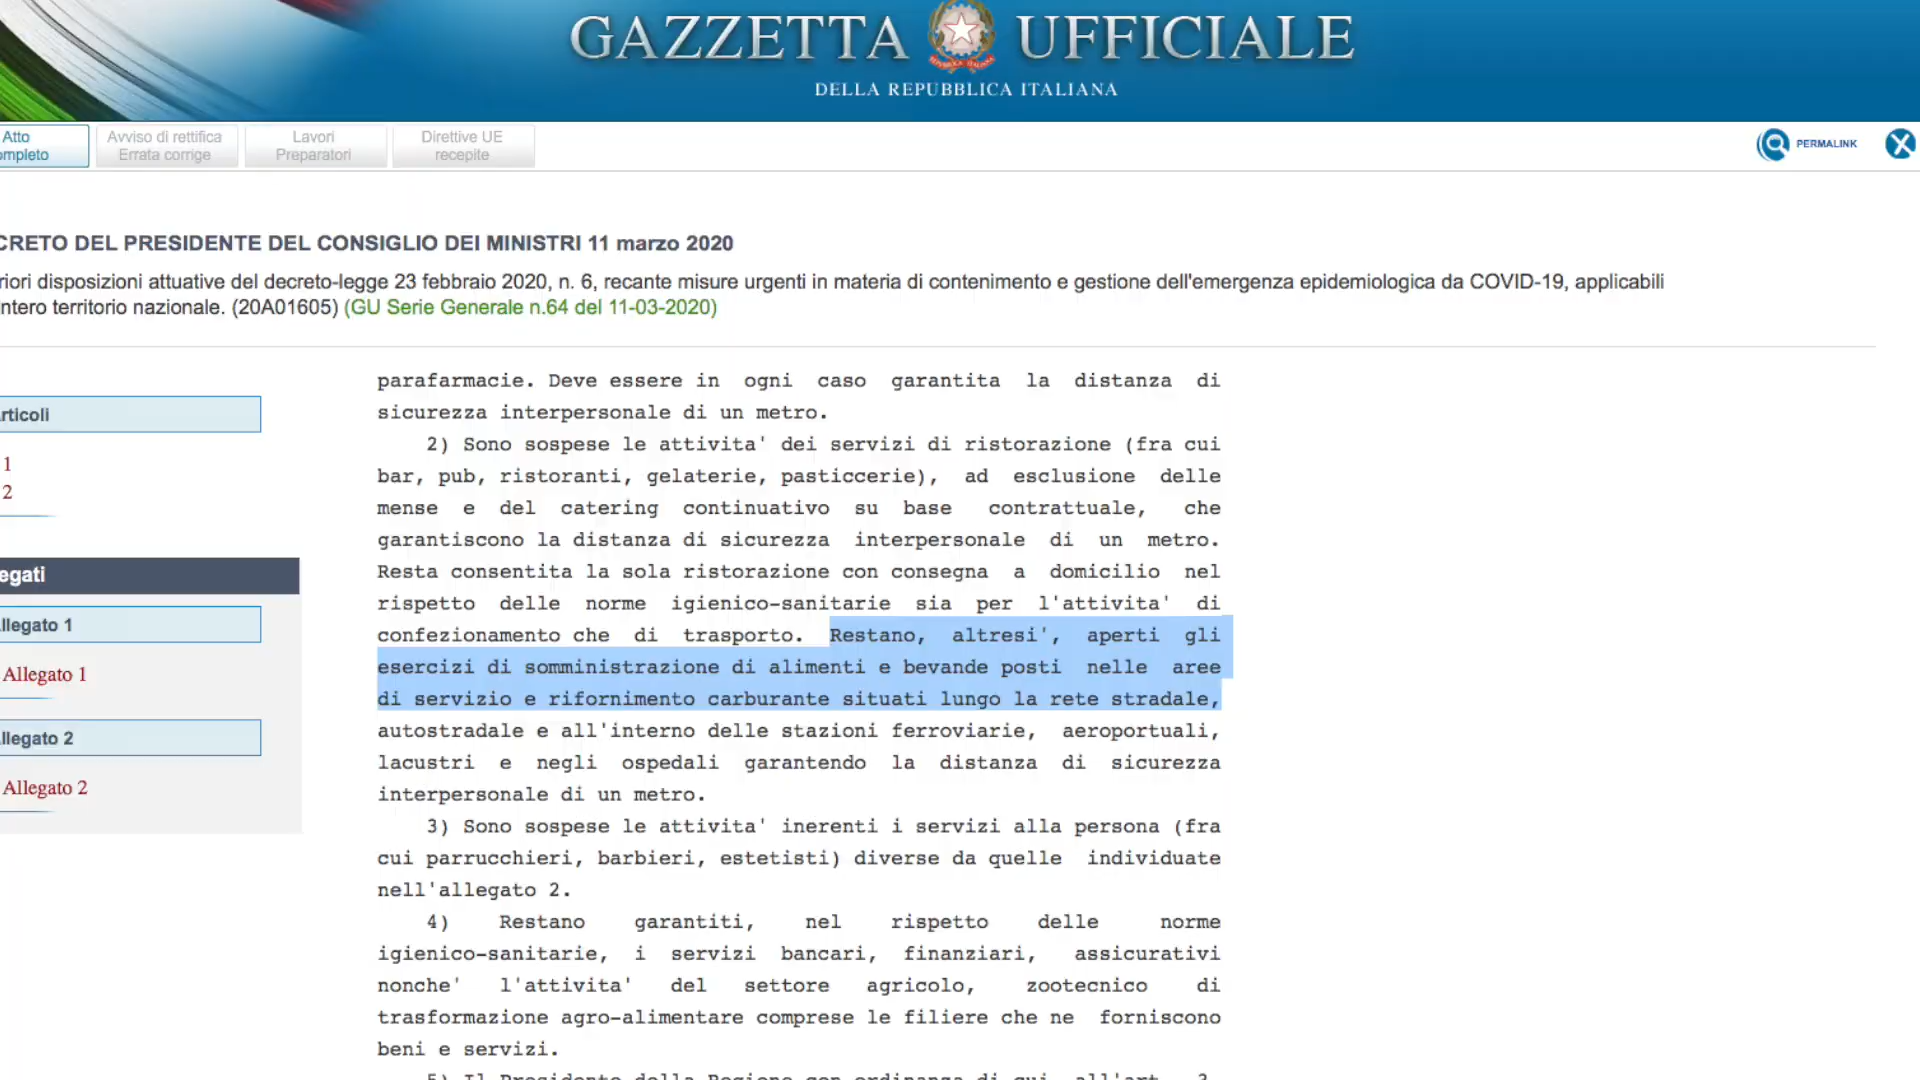 GAZZETTA UFFICIALE
DELLA REPUBBLICA ITALIANA
Atto
mpleto
Avviso di rettifica
Errata corrige
Lavori
Preparatori
Direttive UE
recepite
PERMALINK
CRETO DEL PRESIDENTE DEL CONSIGLIO DEI MINISTRI 11 marzo 2020
riori disposizioni attuative del decreto-legge 23 febbraio 2020, n. 6, recante misure urgenti in materia di contenimento e gestione dell'emergenza epidemiologica da COVID-19, applicabili
ntero territorio nazionale. (20A01605) (GU Serie Generale n.64 del 11-03-2020)
rticoli
1
2
egati
llegato 1
Allegato 1
llegato 2
Allegato 2
parafarmacie. Deve essere in ogni caso garantita la distanza di
sicurezza interpersonale di un metro.
2) Sono sospese le attivita' dei servizi di ristorazione (fra cui
bar, pub, ristoranti, gelaterie, pasticcerie), ad esclusione delle
mense e del catering continuativo su base contrattuale, che
garantiscono la distanza di sicurezza interpersonale di un metro.
Resta consentita la sola ristorazione con consegna a domicilio nel
rispetto delle norme igienico-sanitarie sia per l'attivita' di
confezionamento che di trasporto. Restano, altresi', aperti gli
esercizi di somministrazione di alimenti e bevande posti nelle aree
di servizio e rifornimento carburante situati lungo la rete stradale,
autostradale e all'interno delle stazioni ferroviarie, aeroportuali,
lacustri e negli ospedali garantendo la distanza di sicurezza
interpersonale di un metro.
3) Sono sospese le attivita' inerenti i servizi alla persona (fra
cui parrucchieri, barbieri, estetisti) diverse da quelle individuate
nell'allegato 2.
4) Restano garantiti, nel rispetto delle norme
igienico-sanitarie, i servizi bancari, finanziari, assicurativi
nonche' l'attivita' del settore agricolo, zootecnico di
trasformazione agro-alimentare comprese le filiere che ne forniscono
beni e servizi.
5) Il Presidente della Regione con ordinanza di cui all'art. 3,